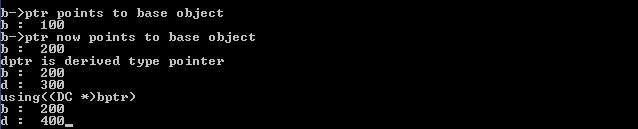 b->ptr points to base object
b :  100
b->ptr now points to base object
b :  200
dptr is derived type pointer
b :  200
d :  300
using((DC *)bptr)
b :  200
d :  400_